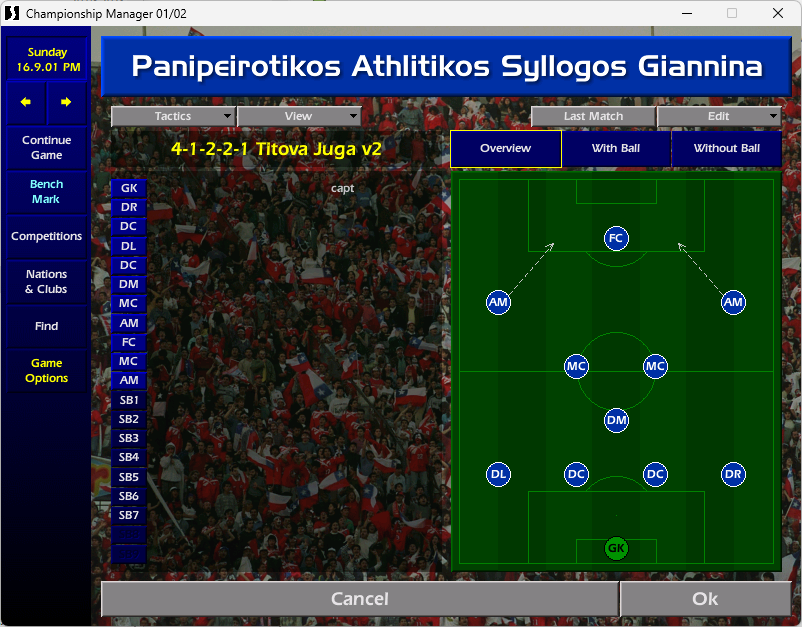 Championship Manager 01/02
Sunday
16.9.01 PM
Continue
Game
Bench
Mark
Competitions
Nations
& Clubs
Find
Game
Options
Panipeirotikos Athlitikos Syllogos Giannina
Tactics View Last Match Edit
4-1-2-2-1 Titova Juga v2
Overview With Ball Without Ball
GK capt
DR
DC
DL
DC
DM
MC
AM
FC
MC
AM
SB1
SB2
SB3
SB4
SB5
SB6
SB7
FC
AM AM
MC MC
DM
DL DC DC DR
GK
Cancel Ok